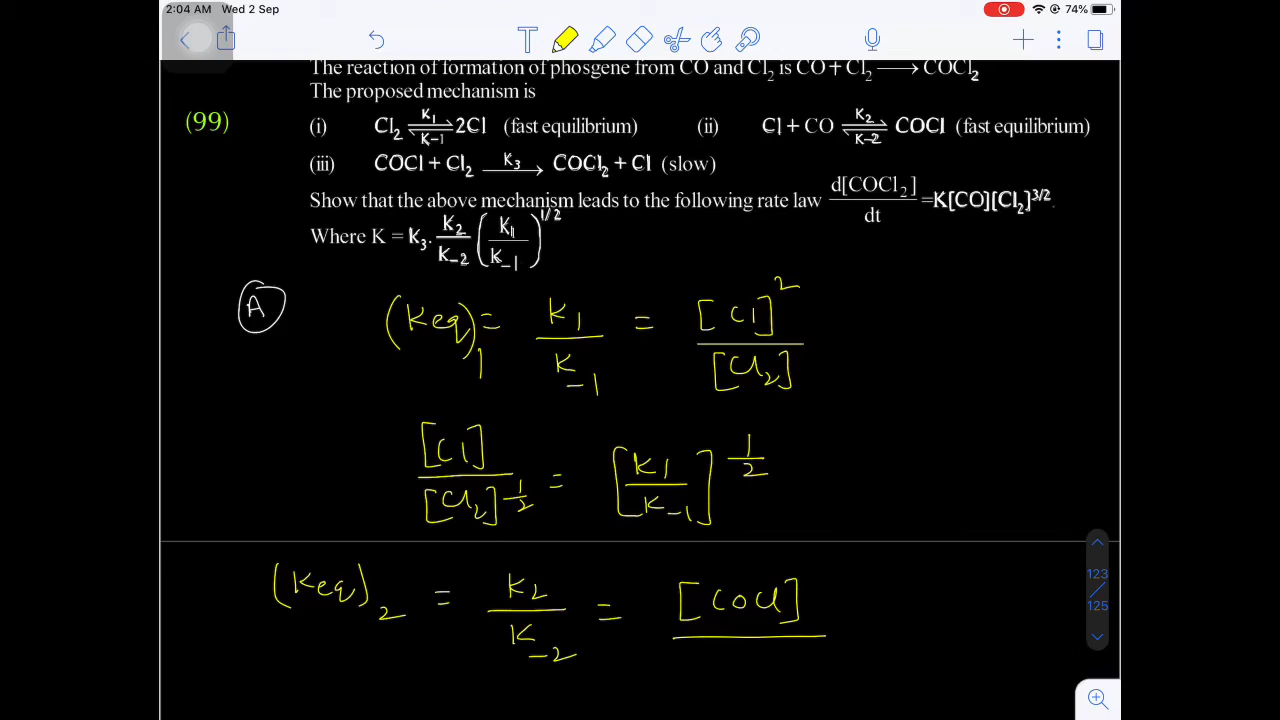 2:04 AM Wed 2 Sep 74%
The reaction of formation of phosgene from CO and Cl₂ is CO + Cl₂ ⟶ COCl₂
The proposed mechanism is
(99) (i) Cl₂ ⇌ 2Cl (fast equilibrium) (ii) Cl + CO ⇌ COCl (fast equilibrium)
K₁ K₋₁ K₂ K₋₂
(iii) COCl + Cl₂ —K₃→ COCl₂ + Cl (slow)
Show that the above mechanism leads to the following rate law d[COCl₂]/dt =K[CO][Cl₂]^3/2.
Where K = K₃. K₂/K₋₂ (K₁/K₋₁)^1/2
A (Keq)₁ = K₁/K₋₁ = [Cl]²/[Cl₂]
[Cl]/[Cl₂]^1/2 = [K₁/K₋₁]^1/2
(Keq)₂ = K₂/K₋₂ = [COCl]
123/125